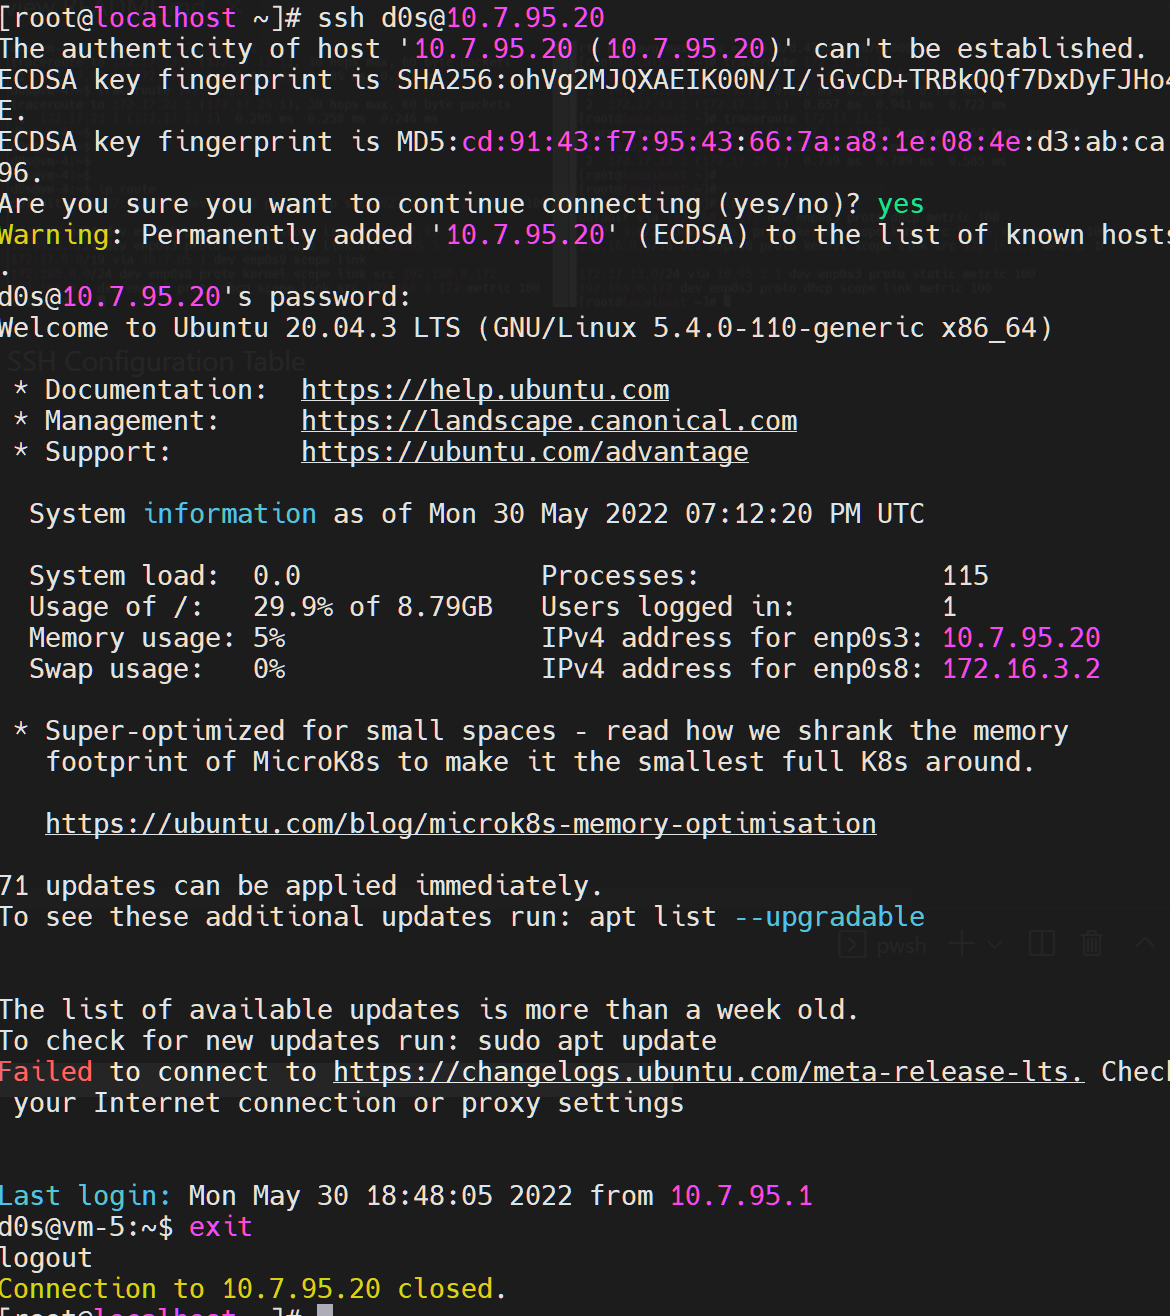 [root@localhost ~]# ssh d0s@10.7.95.20
The authenticity of host '10.7.95.20 (10.7.95.20)' can't be established.
ECDSA key fingerprint is SHA256:ohVg2MJQXAEIK00N/I/iGvCD+TRBkQQf7DxDyFJHo4
E.
ECDSA key fingerprint is MD5:cd:91:43:f7:95:43:66:7a:a8:1e:08:4e:d3:ab:ca
96.
Are you sure you want to continue connecting (yes/no)? yes
Warning: Permanently added '10.7.95.20' (ECDSA) to the list of known hosts
.
d0s@10.7.95.20's password:
Welcome to Ubuntu 20.04.3 LTS (GNU/Linux 5.4.0-110-generic x86_64)
SSH Configuration Table
* Documentation: https://help.ubuntu.com
* Management: https://landscape.canonical.com
* Support: https://ubuntu.com/advantage
System information as of Mon 30 May 2022 07:12:20 PM UTC
System load: 0.0 Processes: 115
Usage of /: 29.9% of 8.79GB Users logged in: 1
Memory usage: 5% IPv4 address for enp0s3: 10.7.95.20
Swap usage: 0% IPv4 address for enp0s8: 172.16.3.2
* Super-optimized for small spaces - read how we shrank the memory
footprint of MicroK8s to make it the smallest full K8s around.
https://ubuntu.com/blog/microk8s-memory-optimisation
71 updates can be applied immediately.
To see these additional updates run: apt list --upgradable
pwsh
The list of available updates is more than a week old.
To check for new updates run: sudo apt update
Failed to connect to https://changelogs.ubuntu.com/meta-release-lts. Check
your Internet connection or proxy settings
Last login: Mon May 30 18:48:05 2022 from 10.7.95.1
d0s@vm-5:~$ exit
logout
Connection to 10.7.95.20 closed.
[root@localhost ~]#